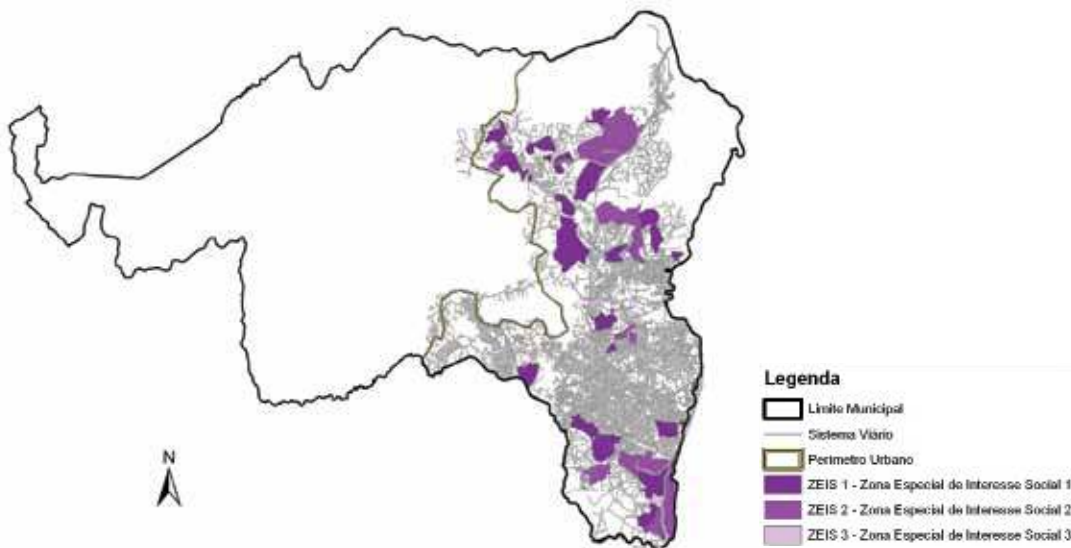 N
Legenda
Limite Municipal
Sistema Viário
Perímetro Urbano
ZEIS 1 - Zona Especial de Interesse Social 1
ZEIS 2 - Zona Especial de Interesse Social 2
ZEIS 3 - Zona Especial de Interesse Social 3